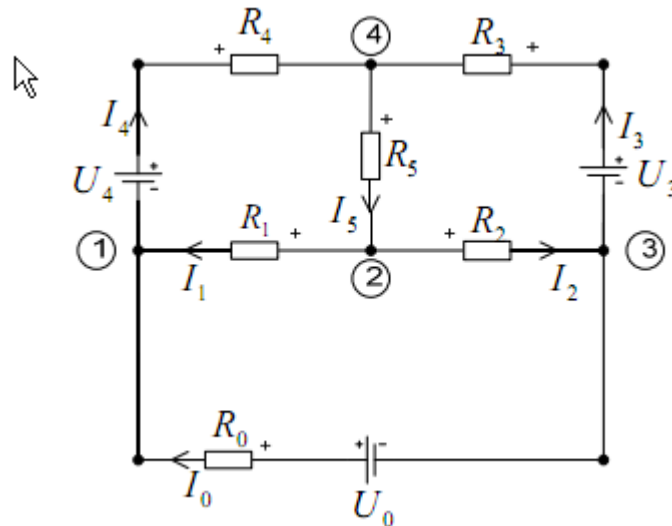 R4 4 R3
+ + +
I4 + I3
U4 + - R5 + - U3
R1 I5 R2
1 + + 3
I1 2 I2
R0 + + -
I0 U0